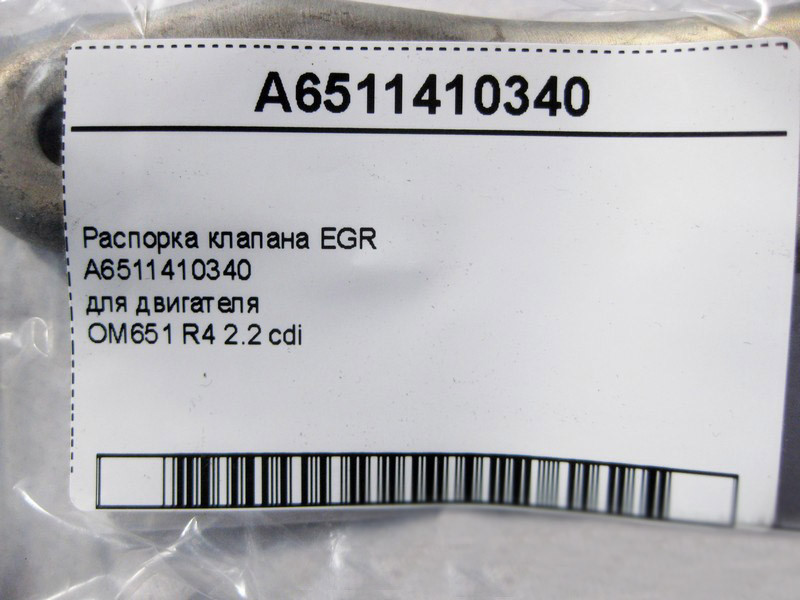 A6511410340
Распорка клапана EGR
A6511410340
для двигателя
OM651 R4 2.2 cdi